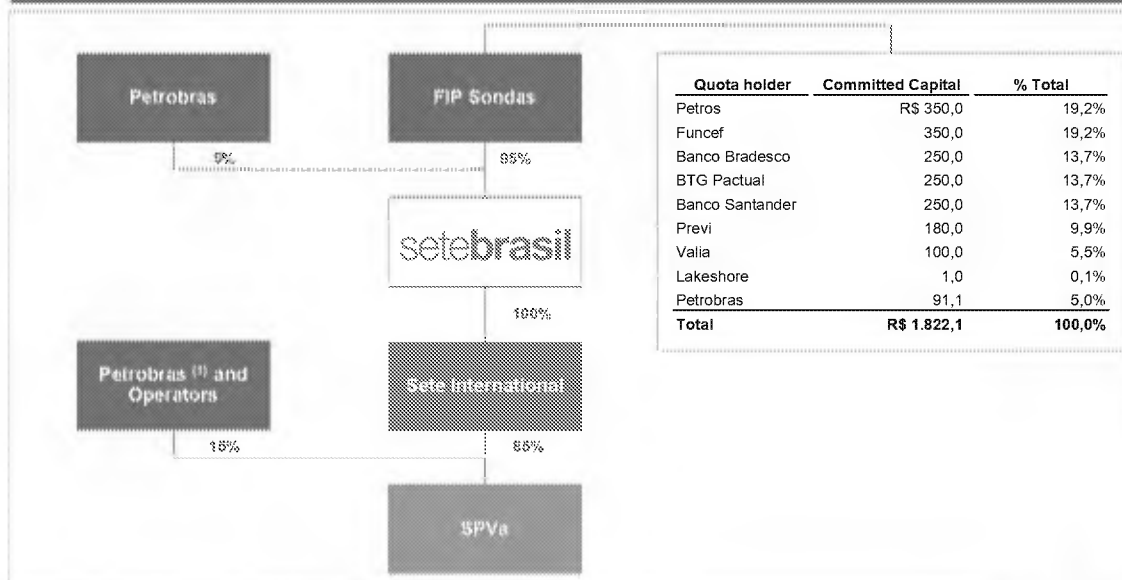 Petrobras
FIP Sondas
5%
95%
setebrasil
100%
Petrobras (1) and
Operators
Sete International
15%
85%
SPVs
Quota holder Committed Capital % Total
Petros R$ 350,0 19,2%
Funcef 350,0 19,2%
Banco Bradesco 250,0 13,7%
BTG Pactual 250,0 13,7%
Banco Santander 250,0 13,7%
Previ 180,0 9,9%
Valia 100,0 5,5%
Lakeshore 1,0 0,1%
Petrobras 91,1 5,0%
Total R$ 1.822,1 100,0%